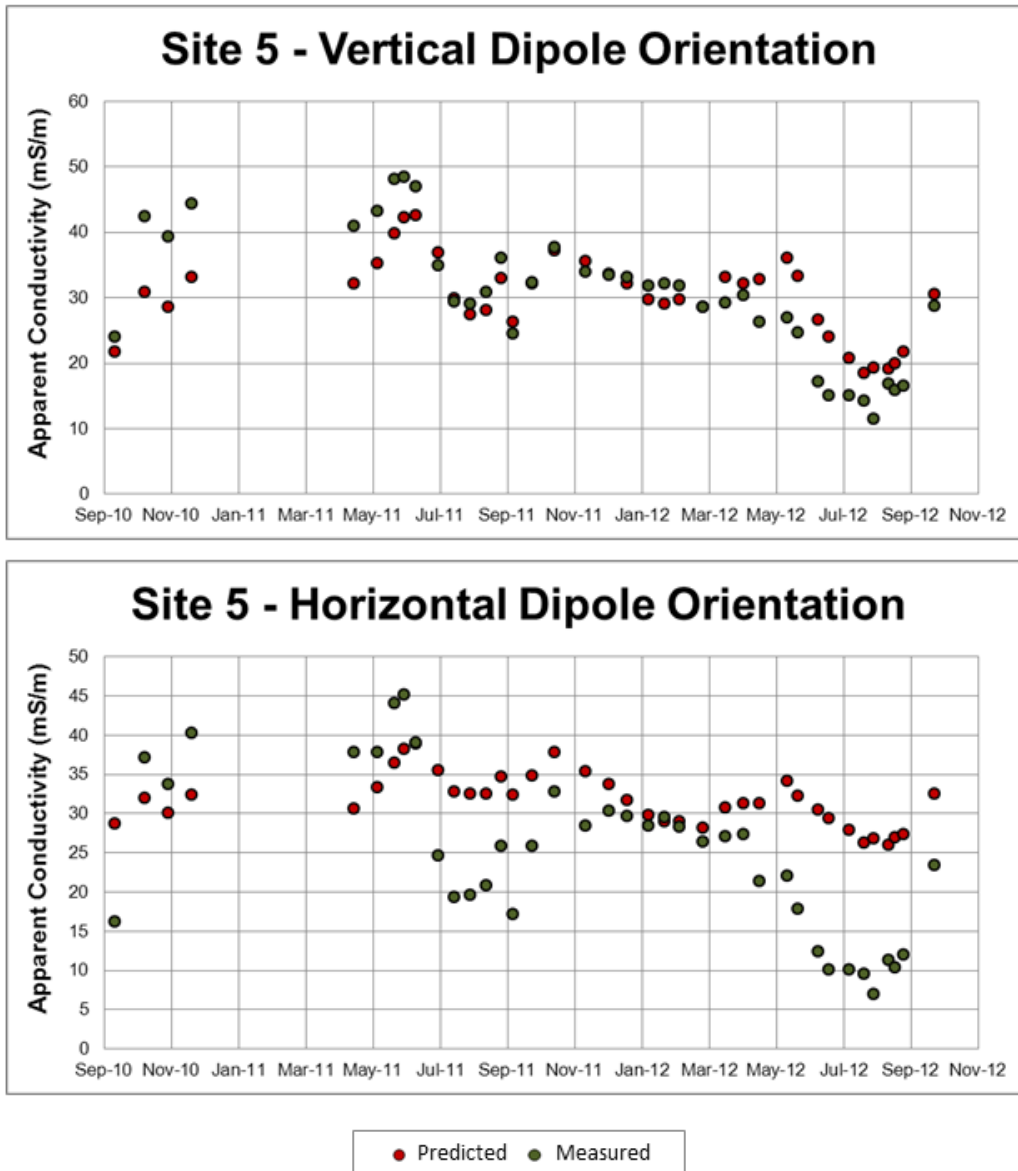 Site 5 - Vertical Dipole Orientation
Apparent Conductivity (mS/m)
60
50
40
30
20
10
0
Sep-10 Nov-10 Jan-11 Mar-11 May-11 Jul-11 Sep-11 Nov-11 Jan-12 Mar-12 May-12 Jul-12 Sep-12 Nov-12
Site 5 - Horizontal Dipole Orientation
Apparent Conductivity (mS/m)
50
45
40
35
30
25
20
15
10
5
0
Sep-10 Nov-10 Jan-11 Mar-11 May-11 Jul-11 Sep-11 Nov-11 Jan-12 Mar-12 May-12 Jul-12 Sep-12 Nov-12
Predicted Measured